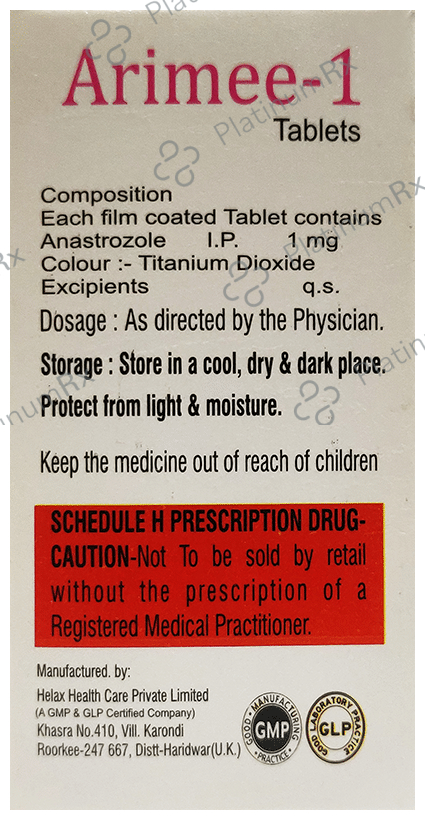 Arimee-1
Tablets
Composition
Each film coated Tablet contains
Anastrozole I.P. 1 mg
Colour :- Titanium Dioxide
Excipients q.s.
Dosage : As directed by the Physician.
Storage : Store in a cool, dry & dark place.
Protect from light & moisture.
Keep the medicine out of reach of children
SCHEDULE H PRESCRIPTION DRUG-
CAUTION-Not To be sold by retail
without the prescription of a
Registered Medical Practitioner.
Manufactured. by:
Helax Health Care Private Limited
(A GMP & GLP Certified Company)
Khasra No.410, Vill. Karondi
Roorkee-247 667, Distt-Haridwar(U.K.)
GOOD MANUFACTURING PRACTICE
GMP
GOOD LABORATORY PRACTICE
GLP
PlatinumRx
PlatinumRx
PlatinumRx